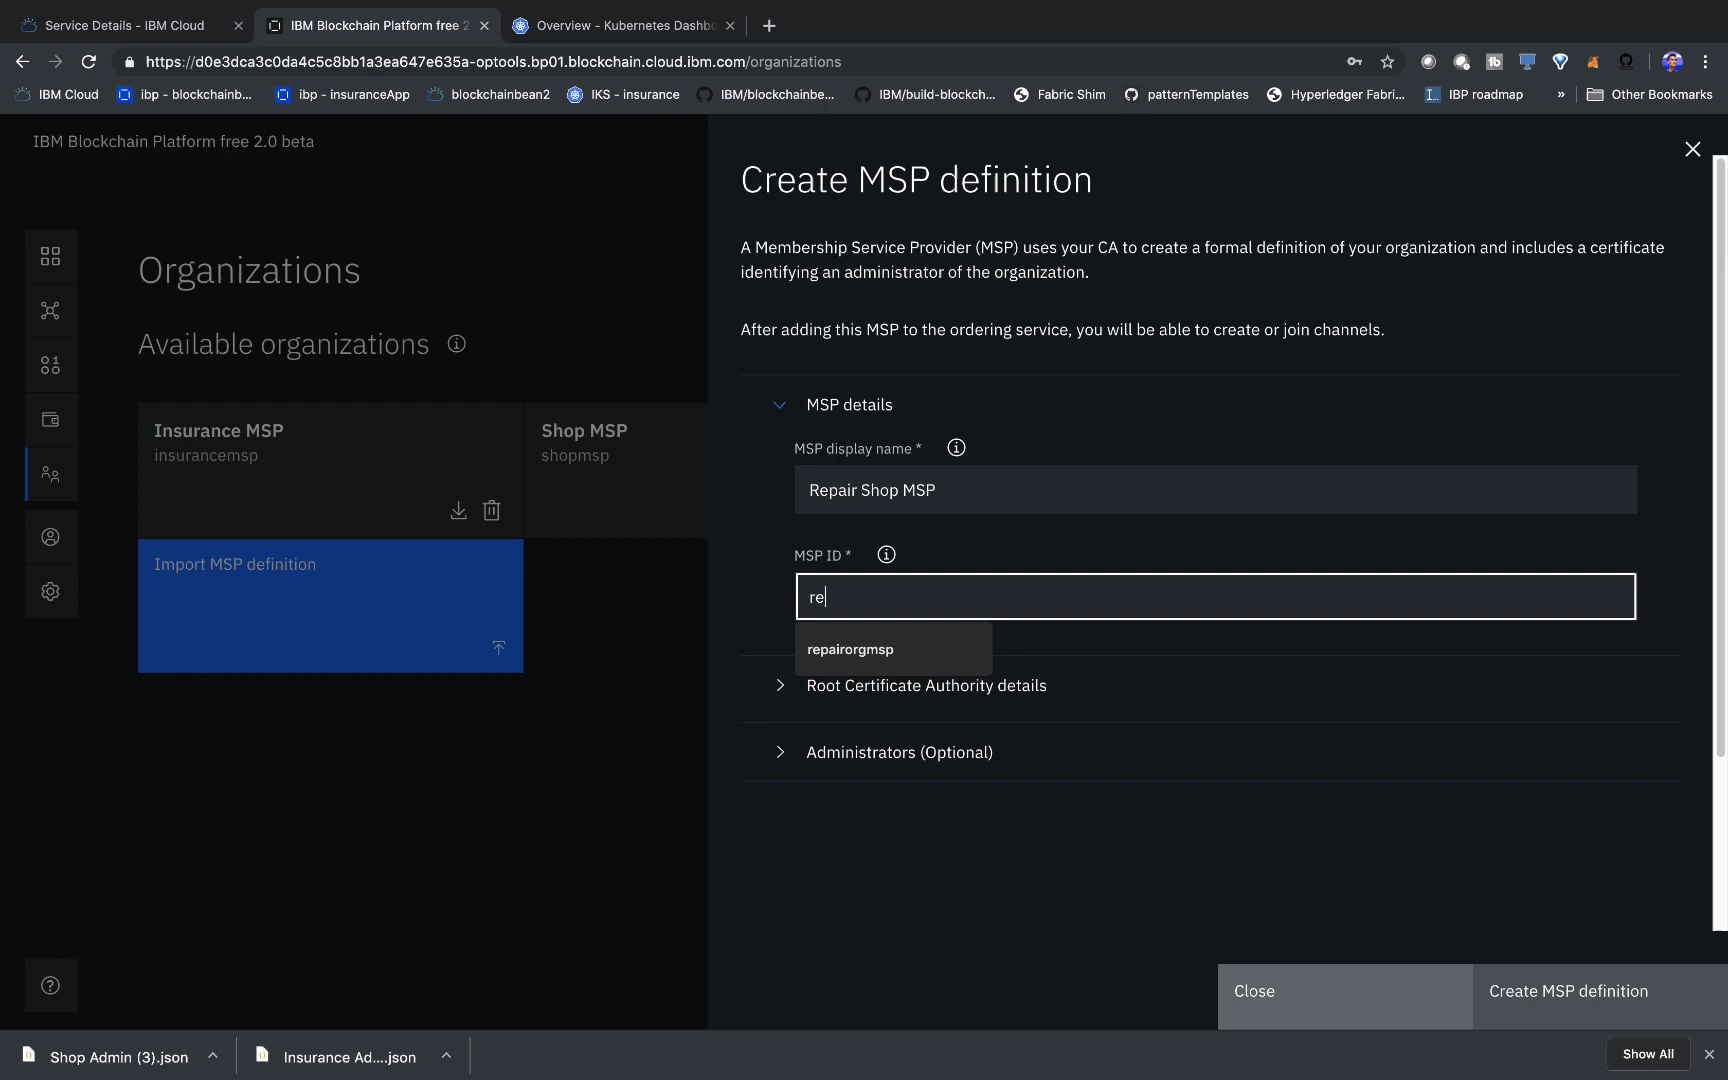 Service Details - IBM Cloud
IBM Blockchain Platform free 2
Overview - Kubernetes Dashbo
https://d0e3dca3c0da4c5c8bb1a3ea647e635a-optools.bp01.blockchain.cloud.ibm.com/organizations
IBM Cloud
ibp - blockchainb...
ibp - insuranceApp
blockchainbean2
IKS - insurance
IBM/blockchainbe...
IBM/build-blockch...
Fabric Shim
patternTemplates
Hyperledger Fabri...
IBP roadmap
»
Other Bookmarks
IBM Blockchain Platform free 2.0 beta
Organizations
Available organizations
Insurance MSP
insurancemsp
Shop MSP
shopmsp
Import MSP definition
Create MSP definition
A Membership Service Provider (MSP) uses your CA to create a formal definition of your organization and includes a certificate
identifying an administrator of the organization.
After adding this MSP to the ordering service, you will be able to create or join channels.
MSP details
MSP display name *
Repair Shop MSP
MSP ID *
re
repairorgmsp
Root Certificate Authority details
Administrators (Optional)
Close
Create MSP definition
Shop Admin (3).json
Insurance Ad....json
Show All